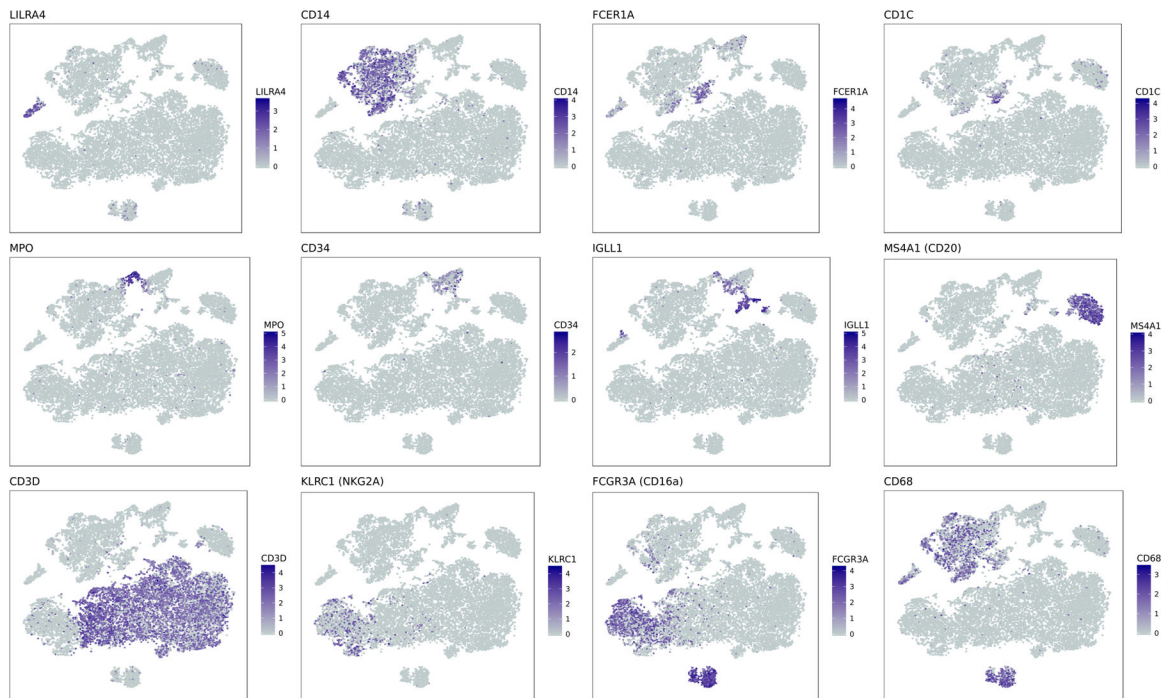 LILRA4
LILRA4
3
2
1
0
CD14
CD14
4
3
2
1
0
FCER1A
FCER1A
4
3
2
1
0
CD1C
CD1C
4
3
2
1
0
MPO
MPO
5
4
3
2
1
0
CD34
CD34
2
1
0
IGLL1
IGLL1
5
4
3
2
1
0
MS4A1 (CD20)
MS4A1
4
3
2
1
0
CD3D
CD3D
4
3
2
1
0
KLRC1 (NKG2A)
KLRC1
4
3
2
1
0
FCGR3A (CD16a)
FCGR3A
4
3
2
1
0
CD68
CD68
3
2
1
0